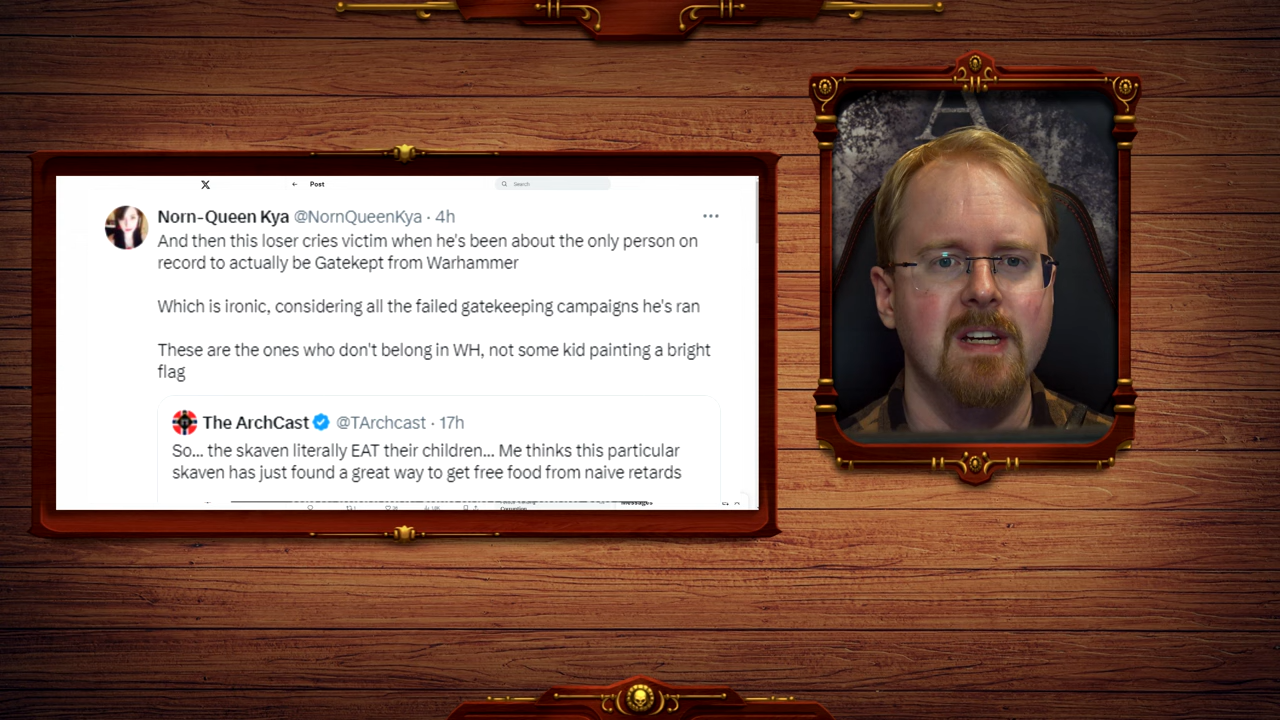 A
X
← Post
Search
Norn-Queen Kya @NornQueenKya · 4h
And then this loser cries victim when he's been about the only person on
record to actually be Gatekept from Warhammer
Which is ironic, considering all the failed gatekeeping campaigns he's ran
These are the ones who don't belong in WH, not some kid painting a bright
flag
The ArchCast @TArchcast · 17h
So... the skaven literally EAT their children... Me thinks this particular
skaven has just found a great way to get free food from naive retards
Messages